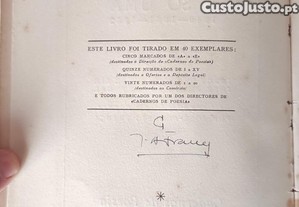 CustoJusto.pt
ESTE LIVRO FOI TIRADO EM 40 EXEMPLARES:
CINCO MARCADOS DE «A» a «E»
(destinados à Direcção de «Cadernos de Poesia»)
QUINZE NUMERADOS DE I a XV
(destinados a Ofertas e a Depósito Legal)
VINTE NUMERADOS DE 1 a 20
(destinados ao Comércio)
E TODOS RUBRICADOS POR UM DOS DIRECTORES DE
«CADERNOS DE POESIA»